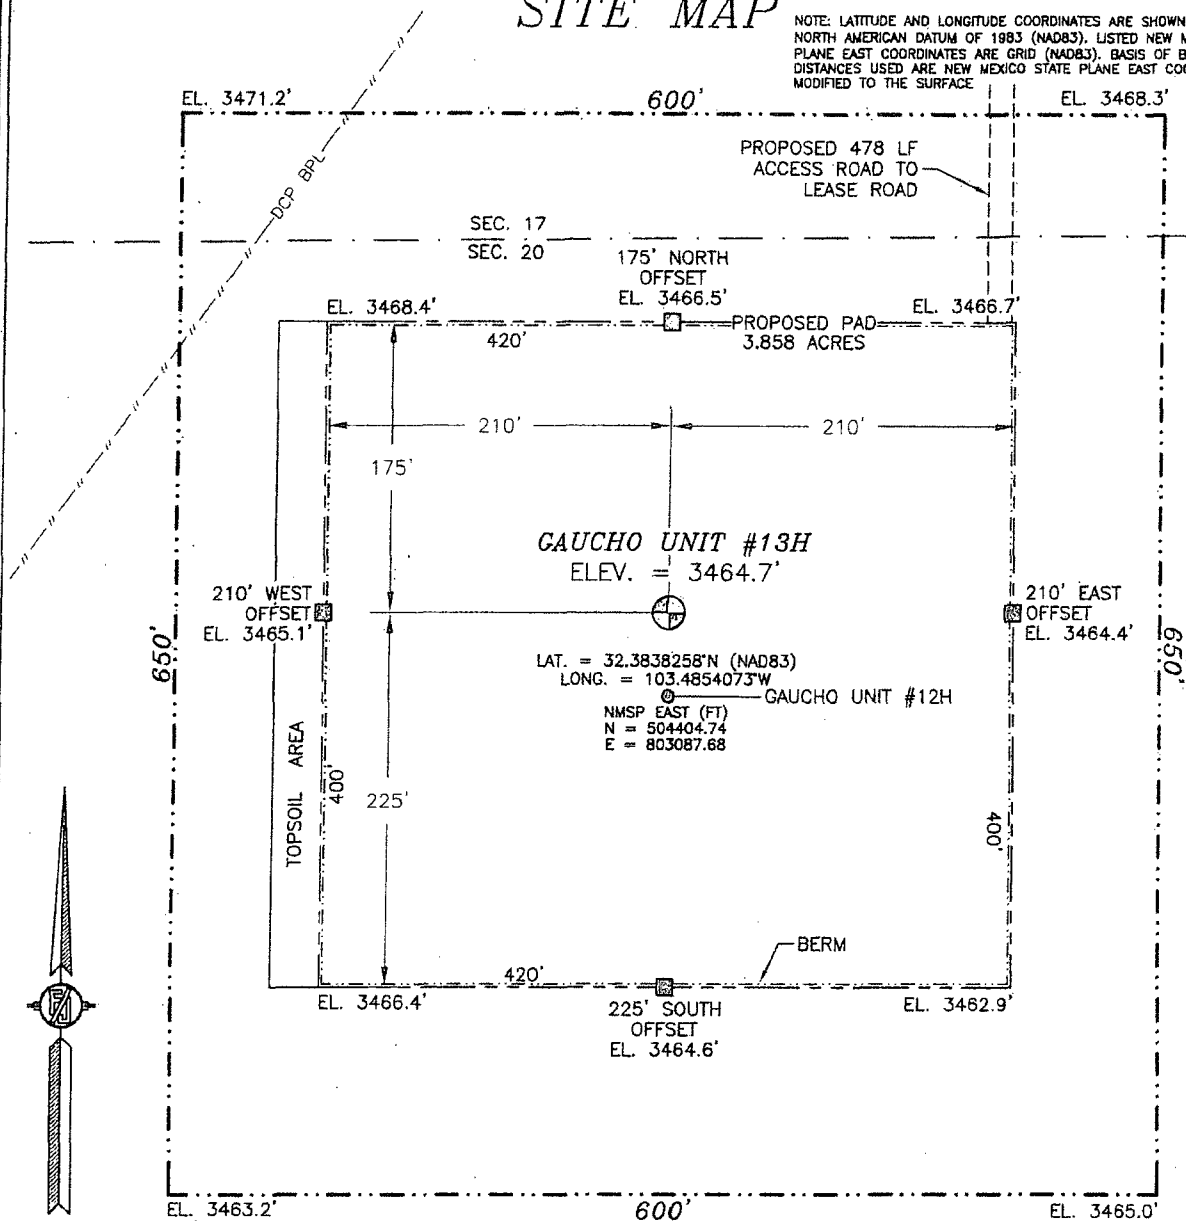 SITE MAP
NOTE: LATITUDE AND LONGITUDE COORDINATES ARE SHOWN
NORTH AMERICAN DATUM OF 1983 (NAD83). LISTED NEW
PLANE EAST COORDINATES ARE GRID (NAD83). BASIS OF
DISTANCES USED ARE NEW MEXICO STATE PLANE EAST
MODIFIED TO THE SURFACE
EL. 3471.2'
600'
EL. 3468.3'
PROPOSED 478 LF
ACCESS ROAD TO
LEASE ROAD
DCP BPL
SEC. 17
SEC. 20
175' NORTH
OFFSET
EL. 3466.5'
EL. 3468.4'
EL. 3466.7'
420'
PROPOSED PAD
3.858 ACRES
210'
210'
175'
GAUCHO UNIT #13H
ELEV. = 3464.7'
210' WEST
OFFSET
EL. 3465.1'
210' EAST
OFFSET
EL. 3464.4'
650'
650'
LAT. = 32.3838258°N (NAD83)
LONG. = 103.4854073°W
GAUCHO UNIT #12H
NMSP EAST (FT)
N = 504404.74
E = 803087.68
TOPSOIL AREA
400'
225'
400'
BERM
420'
EL. 3466.4'
EL. 3462.9'
225' SOUTH
OFFSET
EL. 3464.6'
EL. 3463.2'
600'
EL. 3465.0'